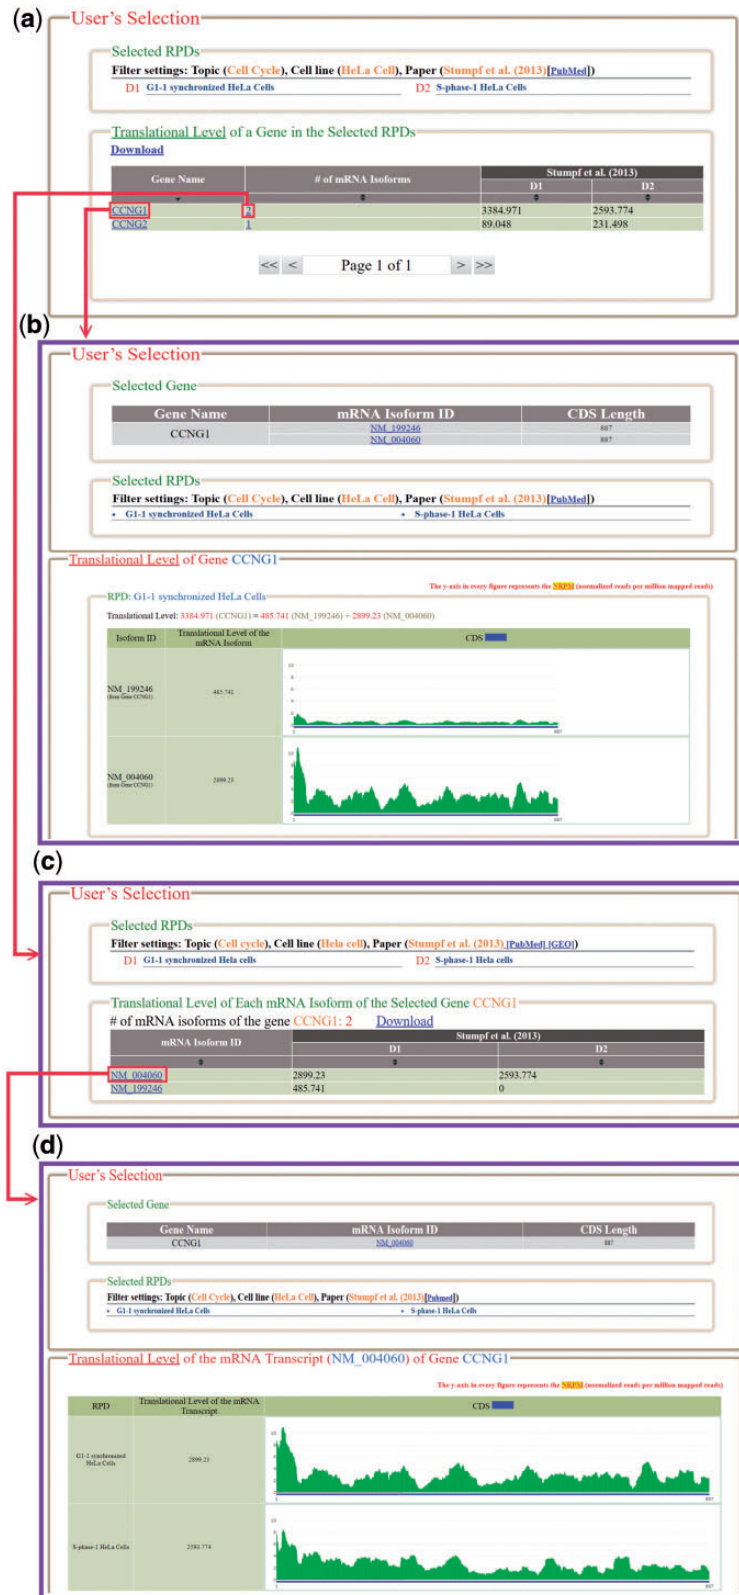 (a)
User's Selection
Selected RPDs
Filter settings: Topic (Cell Cycle), Cell line (HeLa Cell), Paper (Stumpf et al. (2013)[PubMed])
D1 G1-1 synchronized HeLa Cells D2 S-phase-1 HeLa Cells
Translational Level of a Gene in the Selected RPDs
Download
Gene Name # of mRNA Isoforms Stumpf et al. (2013)
D1 D2
CCNG1 2 3384.971 2593.774
CCNG2 1 89.048 231.498
<< < Page 1 of 1 > >>
(b)
User's Selection
Selected Gene
Gene Name mRNA Isoform ID CDS Length
CCNG1 NM_199246 887
NM_004060 887
Selected RPDs
Filter settings: Topic (Cell Cycle), Cell line (HeLa Cell), Paper (Stumpf et al. (2013)[PubMed])
• G1-1 synchronized HeLa Cells • S-phase-1 HeLa Cells
Translational Level of Gene CCNG1
The y-axis in every figure represents the NRPM (normalized reads per million mapped reads)
RPD: G1-1 synchronized HeLa Cells
Translational Level: 3384.971 (CCNG1) = 485.741 (NM_199246) + 2899.23 (NM_004060)
Isoform ID Translational Level of the mRNA Isoform CDS
NM_199246
(from Gene CCNG1)
485.741
1 887
NM_004060
(from Gene CCNG1)
2899.23
1 887
(c)
User's Selection
Selected RPDs
Filter settings: Topic (Cell cycle), Cell line (Hela cell), Paper (Stumpf et al. (2013) [PubMed] [GEO])
D1 G1-1 synchronized Hela cells D2 S-phase-1 Hela cells
Translational Level of Each mRNA Isoform of the Selected Gene CCNG1
# of mRNA isoforms of the gene CCNG1: 2 Download
mRNA Isoform ID Stumpf et al. (2013)
D1 D2
NM_004060 2899.23 2593.774
NM_199246 485.741 0
(d)
User's Selection
Selected Gene
Gene Name mRNA Isoform ID CDS Length
CCNG1 NM_004060 887
Selected RPDs
Filter settings: Topic (Cell Cycle), Cell line (HeLa Cell), Paper (Stumpf et al. (2013)[Pubmed])
• G1-1 synchronized HeLa Cells • S-phase-1 HeLa Cells
Translational Level of the mRNA Transcript (NM_004060) of Gene CCNG1
The y-axis in every figure represents the NRPM (normalized reads per million mapped reads)
RPD Translational Level of the mRNA Transcript CDS
G1-1 synchronized
HeLa Cells
2899.23
1 887
S-phase-1 HeLa Cells 2593.774
1 887